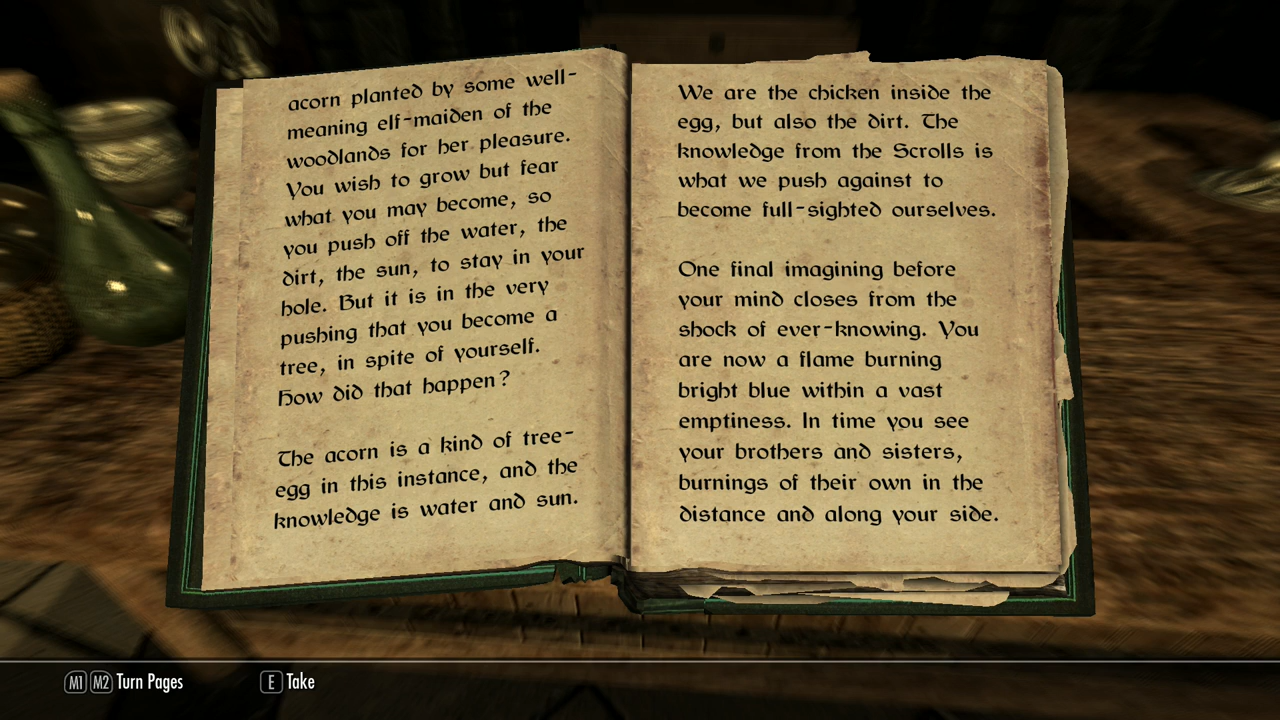 acorn planted by some well-
meaning elf-maiden of the
woodlands for her pleasure.
You wish to grow but fear
what you may become, so
you push off the water, the
dirt, the sun, to stay in your
hole. But it is in the very
pushing that you become a
tree, in spite of yourself.
How did that happen?
The acorn is a kind of tree-
egg in this instance, and the
knowledge is water and sun.
We are the chicken inside the
egg, but also the dirt. The
knowledge from the Scrolls is
what we push against to
become full-sighted ourselves.
One final imagining before
your mind closes from the
shock of ever-knowing. You
are now a flame burning
bright blue within a vast
emptiness. In time you see
your brothers and sisters,
burnings of their own in the
distance and along your side.
M1 M2 Turn Pages E Take